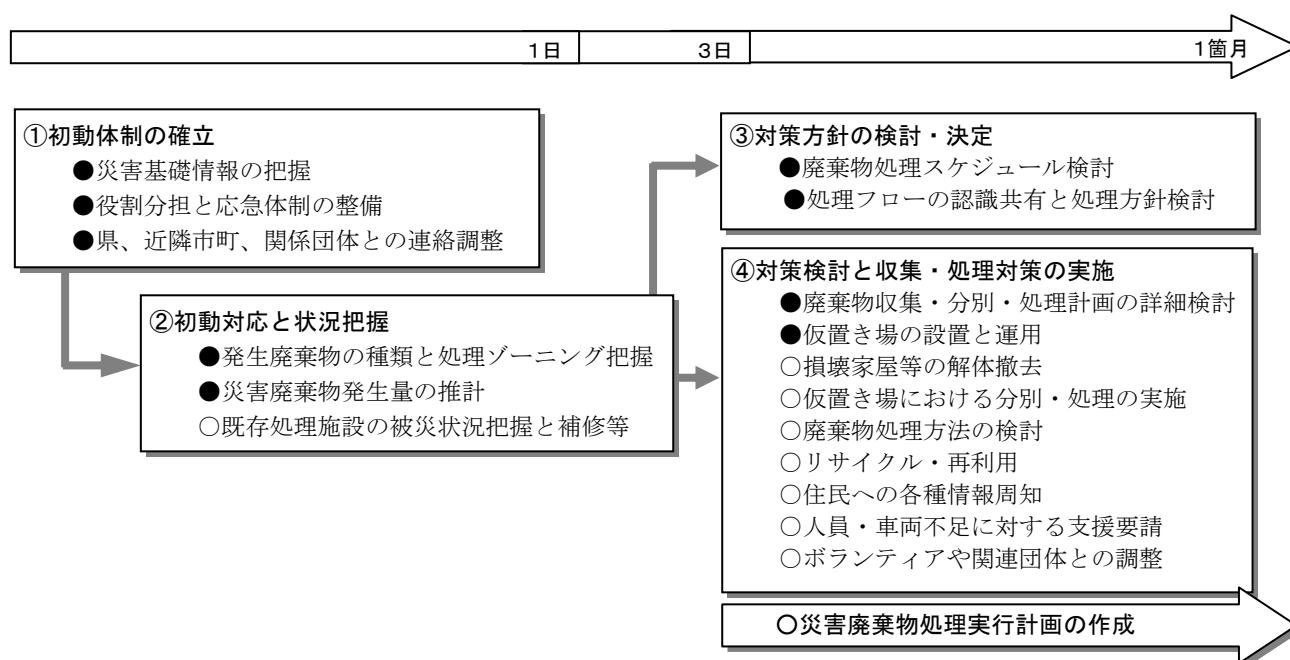 1日
3日
1箇月
①初動体制の確立
●災害基礎情報の把握
●役割分担と応急体制の整備
●県、近隣市町、関係団体との連絡調整
②初動対応と状況把握
●発生廃棄物の種類と処理ゾーニング把握
●災害廃棄物発生量の推計
○既存処理施設の被災状況把握と補修等
③対策方針の検討・決定
●廃棄物処理スケジュール検討
●処理フローの認識共有と処理方針検討
④対策検討と収集・処理対策の実施
●廃棄物収集・分別・処理計画の詳細検討
●仮置き場の設置と運用
○損壊家屋等の解体撤去
○仮置き場における分別・処理の実施
○廃棄物処理方法の検討
○リサイクル・再利用
○住民への各種情報周知
○人員・車両不足に対する支援要請
○ボランティアや関連団体との調整
○災害廃棄物処理実行計画の作成